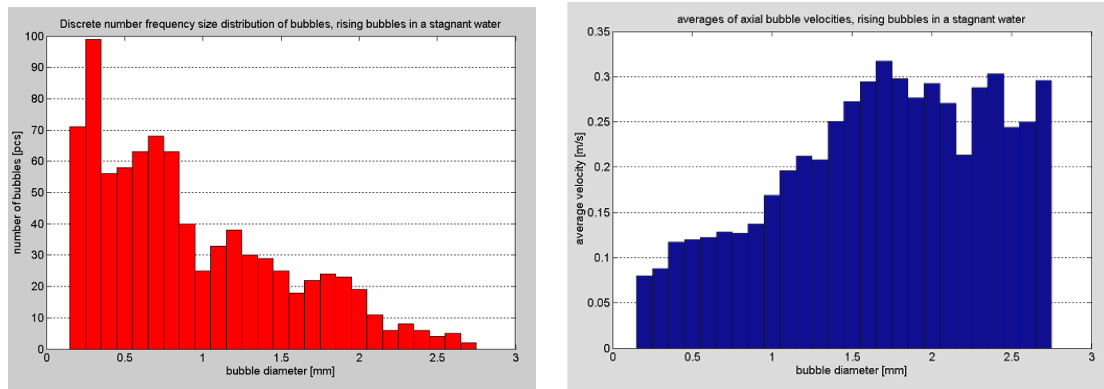 Discrete number frequency size distribution of bubbles, rising bubbles in a stagnant water
100
90
80
70
60
50
40
30
20
10
0
number of bubbles [pcs]
0 0.5 1 1.5 2 2.5 3
bubble diameter [mm]
averages of axial bubble velocities, rising bubbles in a stagnant water
0.35
0.3
0.25
0.2
0.15
0.1
0.05
0
average velocity [m/s]
0 0.5 1 1.5 2 2.5 3
bubble diameter [mm]